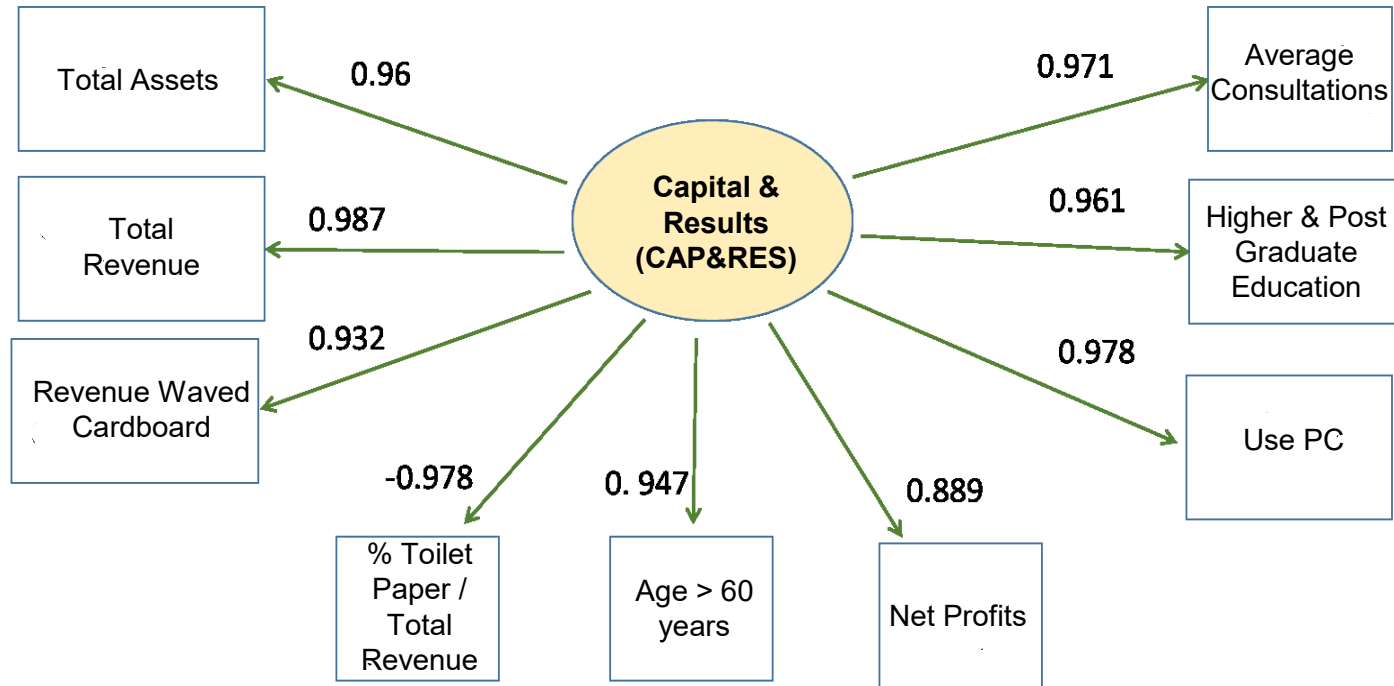 Total Assets
0.96
0.971
Average
Consultations
Capital &
Results
(CAP&RES)
Total
Revenue
0.987
0.961
Higher & Post
Graduate
Education
Revenue Waved
Cardboard
0.932
0.978
Use PC
-0.978
0. 947
0.889
% Toilet
Paper /
Total
Revenue
Age > 60
years
Net Profits